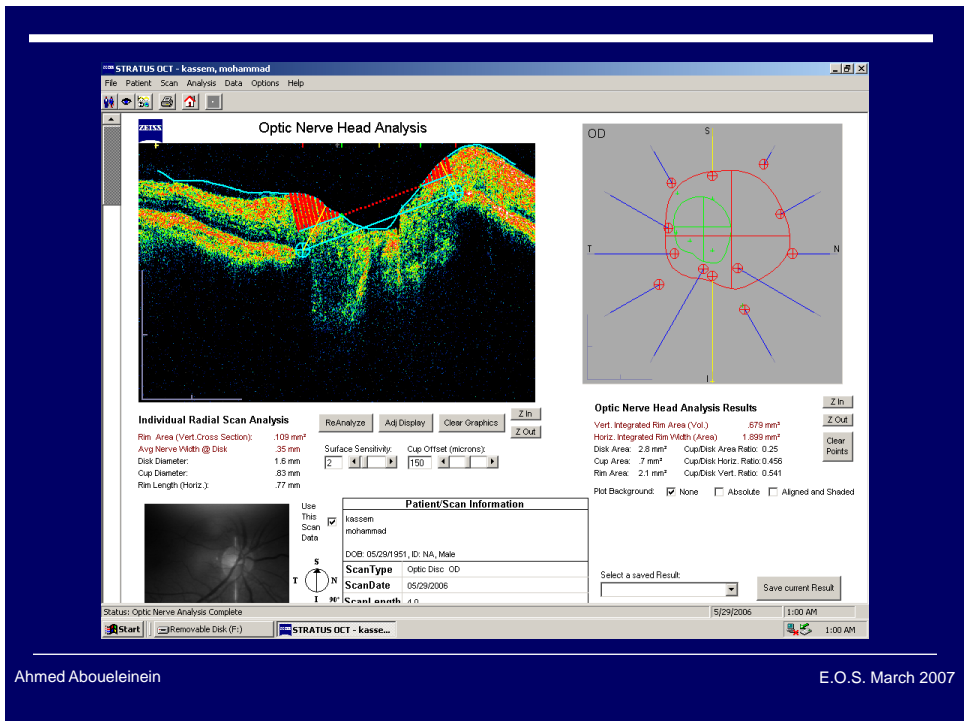 STRATUS OCT - kassem, mohammad
File Patient Scan Analysis Data Options Help
ZEISS
Optic Nerve Head Analysis
OD
S
T
N
I
Individual Radial Scan Analysis
Rim Area (Vert.Cross Section): .109 mm²
Avg Nerve Width @ Disk .35 mm
Disk Diameter: 1.6 mm
Cup Diameter: .83 mm
Rim Length (Horiz.): .77 mm
ReAnalyze Adj Display Clear Graphics
Z In
Z Out
Surface Sensitivity: Cup Offset (microns):
2 150
Optic Nerve Head Analysis Results
Vert. Integrated Rim Area (Vol.) .679 mm³
Horiz. Integrated Rim Width (Area) 1.899 mm²
Disk Area: 2.8 mm² Cup/Disk Area Ratio: 0.25
Cup Area: .7 mm² Cup/Disk Horiz. Ratio:0.456
Rim Area: 2.1 mm² Cup/Disk Vert. Ratio: 0.541
Z In
Z Out
Clear
Points
Plot Background: None Absolute Aligned and Shaded
Use
This
Scan
Data
S
T N
I 90°
Patient/Scan Information
kassem
mohammad
DOB: 05/29/1951, ID: NA, Male
ScanType Optic Disc OD
ScanDate 05/29/2006
ScanLength 4.0
Select a saved Result:
Save current Result
Status: Optic Nerve Analysis Complete 5/29/2006 1:00 AM
Start Removable Disk (F:) STRATUS OCT - kasse... 1:00 AM
Ahmed Aboueleinein
E.O.S. March 2007